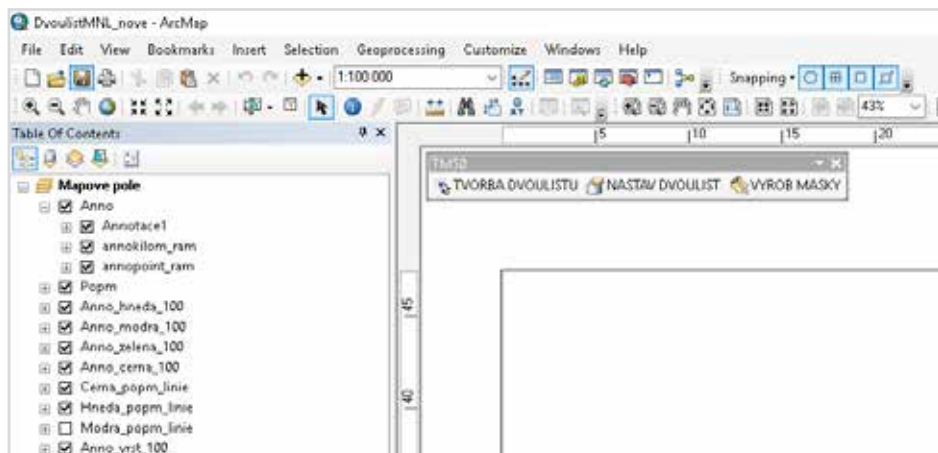 DvoulistMNL_nove - ArcMap
File Edit View Bookmarks Insert Selection Geoprocessing Customize Windows Help
1:100 000
Snapping
43%
Table Of Contents
5 10 15 20
TM50
TVORBA DVOULISTU NASTAV DVOULIST VYROB MASKY
Mapove pole
Anno
Annotace1
annokilom_ram
annopoint_ram
Popm
Anno_hneda_100
Anno_modra_100
Anno_zelena_100
Anno_cerna_100
Cerna_popm_linie
Hneda_popm_linie
Modra_popm_linie
Anno_vrst_100
45
40